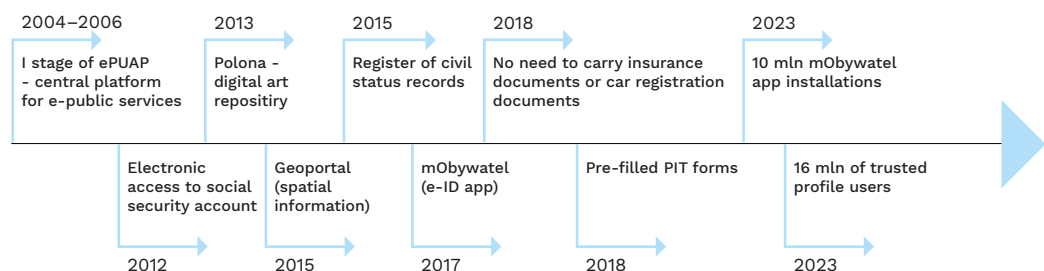 2004–2006
I stage of ePUAP
- central platform
for e-public services
2013
Polona -
digital art
repositiry
2015
Register of civil
status records
2018
No need to carry insurance
documents or car registration
documents
2023
10 mln mObywatel
app installations
Electronic
access to social
security account
2012
Geoportal
(spatial
information)
2015
mObywatel
(e-ID app)
2017
Pre-filled PIT forms
2018
16 mln of trusted
profile users
2023